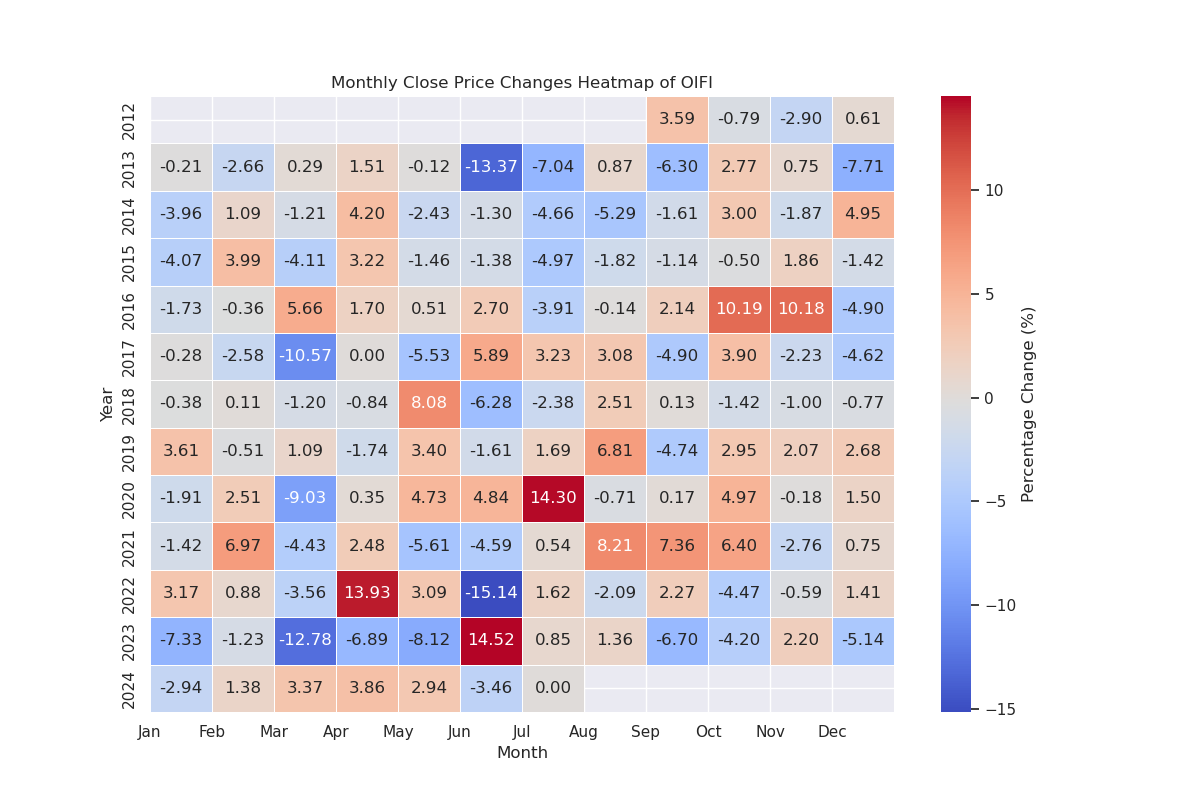 Monthly Close Price Changes Heatmap of OIFI
2012 3.59 -0.79 -2.90 0.61
2013 -0.21 -2.66 0.29 1.51 -0.12 -13.37 -7.04 0.87 -6.30 2.77 0.75 -7.71
2014 -3.96 1.09 -1.21 4.20 -2.43 -1.30 -4.66 -5.29 -1.61 3.00 -1.87 4.95
2015 -4.07 3.99 -4.11 3.22 -1.46 -1.38 -4.97 -1.82 -1.14 -0.50 1.86 -1.42
2016 -1.73 -0.36 5.66 1.70 0.51 2.70 -3.91 -0.14 2.14 10.19 10.18 -4.90
2017 -0.28 -2.58 -10.57 0.00 -5.53 5.89 3.23 3.08 -4.90 3.90 -2.23 -4.62
2018 -0.38 0.11 -1.20 -0.84 8.08 -6.28 -2.38 2.51 0.13 -1.42 -1.00 -0.77
2019 3.61 -0.51 1.09 -1.74 3.40 -1.61 1.69 6.81 -4.74 2.95 2.07 2.68
2020 -1.91 2.51 -9.03 0.35 4.73 4.84 14.30 -0.71 0.17 4.97 -0.18 1.50
2021 -1.42 6.97 -4.43 2.48 -5.61 -4.59 0.54 8.21 7.36 6.40 -2.76 0.75
2022 3.17 0.88 -3.56 13.93 3.09 -15.14 1.62 -2.09 2.27 -4.47 -0.59 1.41
2023 -7.33 -1.23 -12.78 -6.89 -8.12 14.52 0.85 1.36 -6.70 -4.20 2.20 -5.14
2024 -2.94 1.38 3.37 3.86 2.94 -3.46 0.00
Year
Jan Feb Mar Apr May Jun Jul Aug Sep Oct Nov Dec
Month
10
5
0
−5
−10
−15
Percentage Change (%)